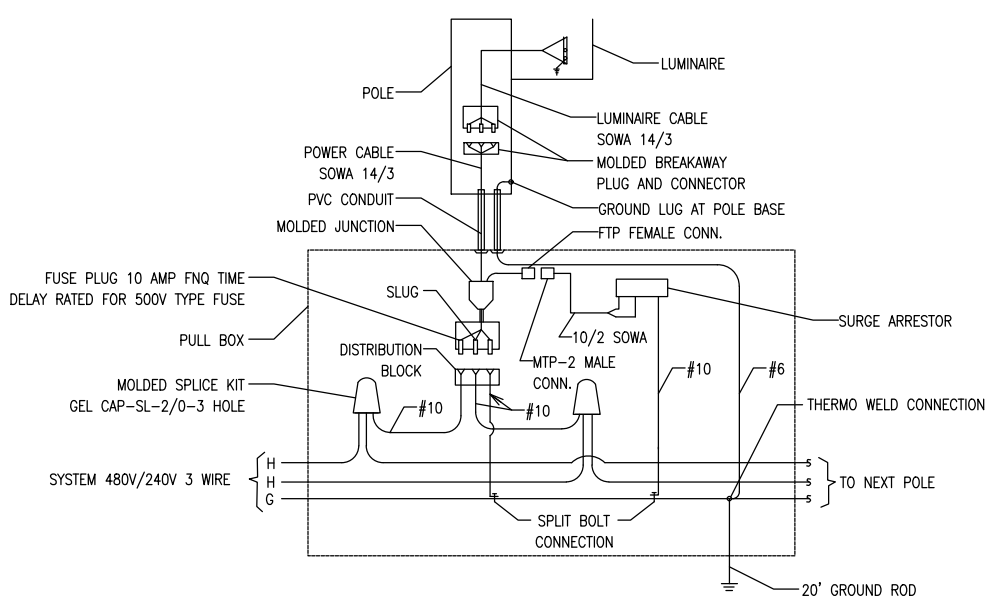 LUMINAIRE
POLE
LUMINAIRE CABLE
SOWA 14/3
POWER CABLE
SOWA 14/3
MOLDED BREAKAWAY
PLUG AND CONNECTOR
PVC CONDUIT
GROUND LUG AT POLE BASE
MOLDED JUNCTION
FTP FEMALE CONN.
FUSE PLUG 10 AMP FNQ TIME
DELAY RATED FOR 500V TYPE FUSE
SLUG
PULL BOX
10/2 SOWA
SURGE ARRESTOR
DISTRIBUTION
BLOCK
MTP-2 MALE
CONN.
#10
#6
MOLDED SPLICE KIT
GEL CAP-SL-2/0-3 HOLE
#10
#10
THERMO WELD CONNECTION
SYSTEM 480V/240V 3 WIRE
H
H
G
S
S
S
TO NEXT POLE
SPLIT BOLT
CONNECTION
20' GROUND ROD